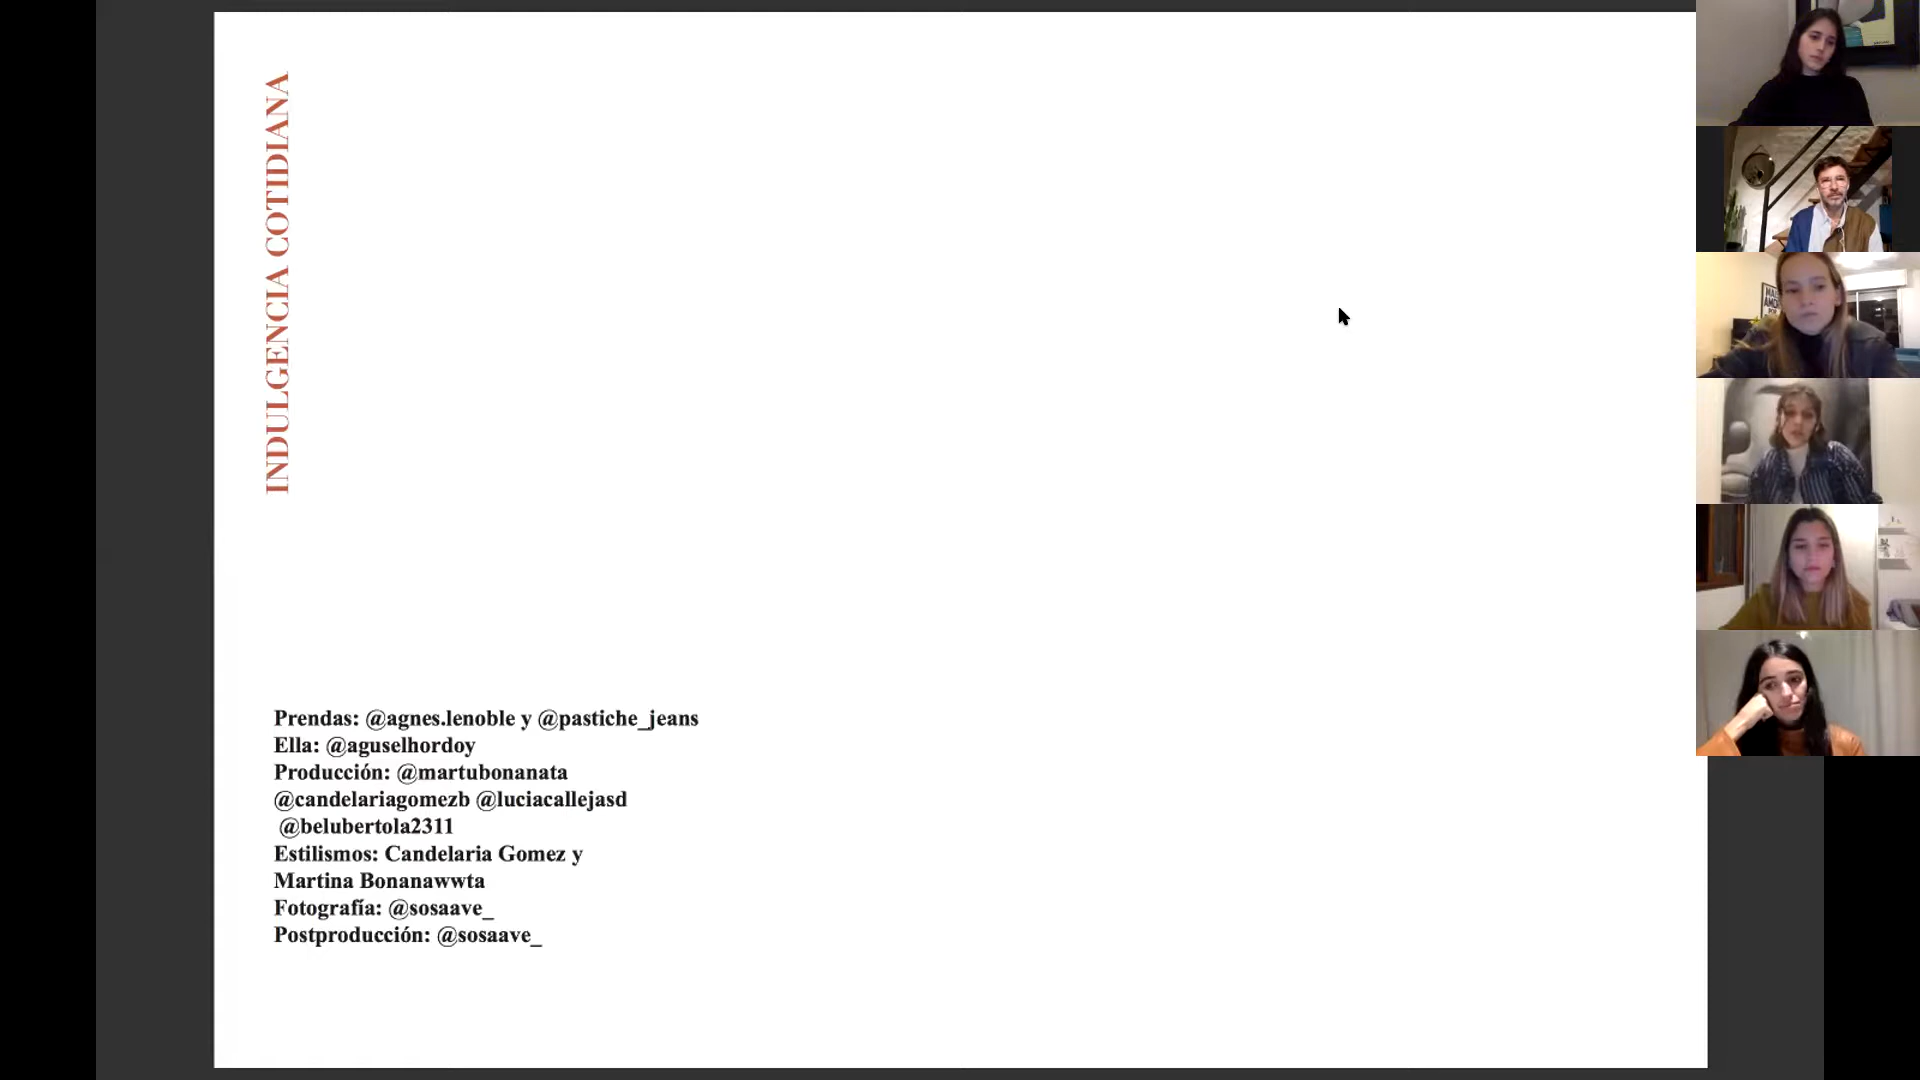 INDULGENCIA COTIDIANA
Prendas: @agnes.lenoble y @pastiche_jeans
Ella: @aguselhordoy
Producción: @martubonanata
@candelariagomezb @luciacallejasd
@belubertola2311
Estilismos: Candelaria Gomez y
Martina Bonanawwta
Fotografía: @sosaave_
Postproducción: @sosaave_